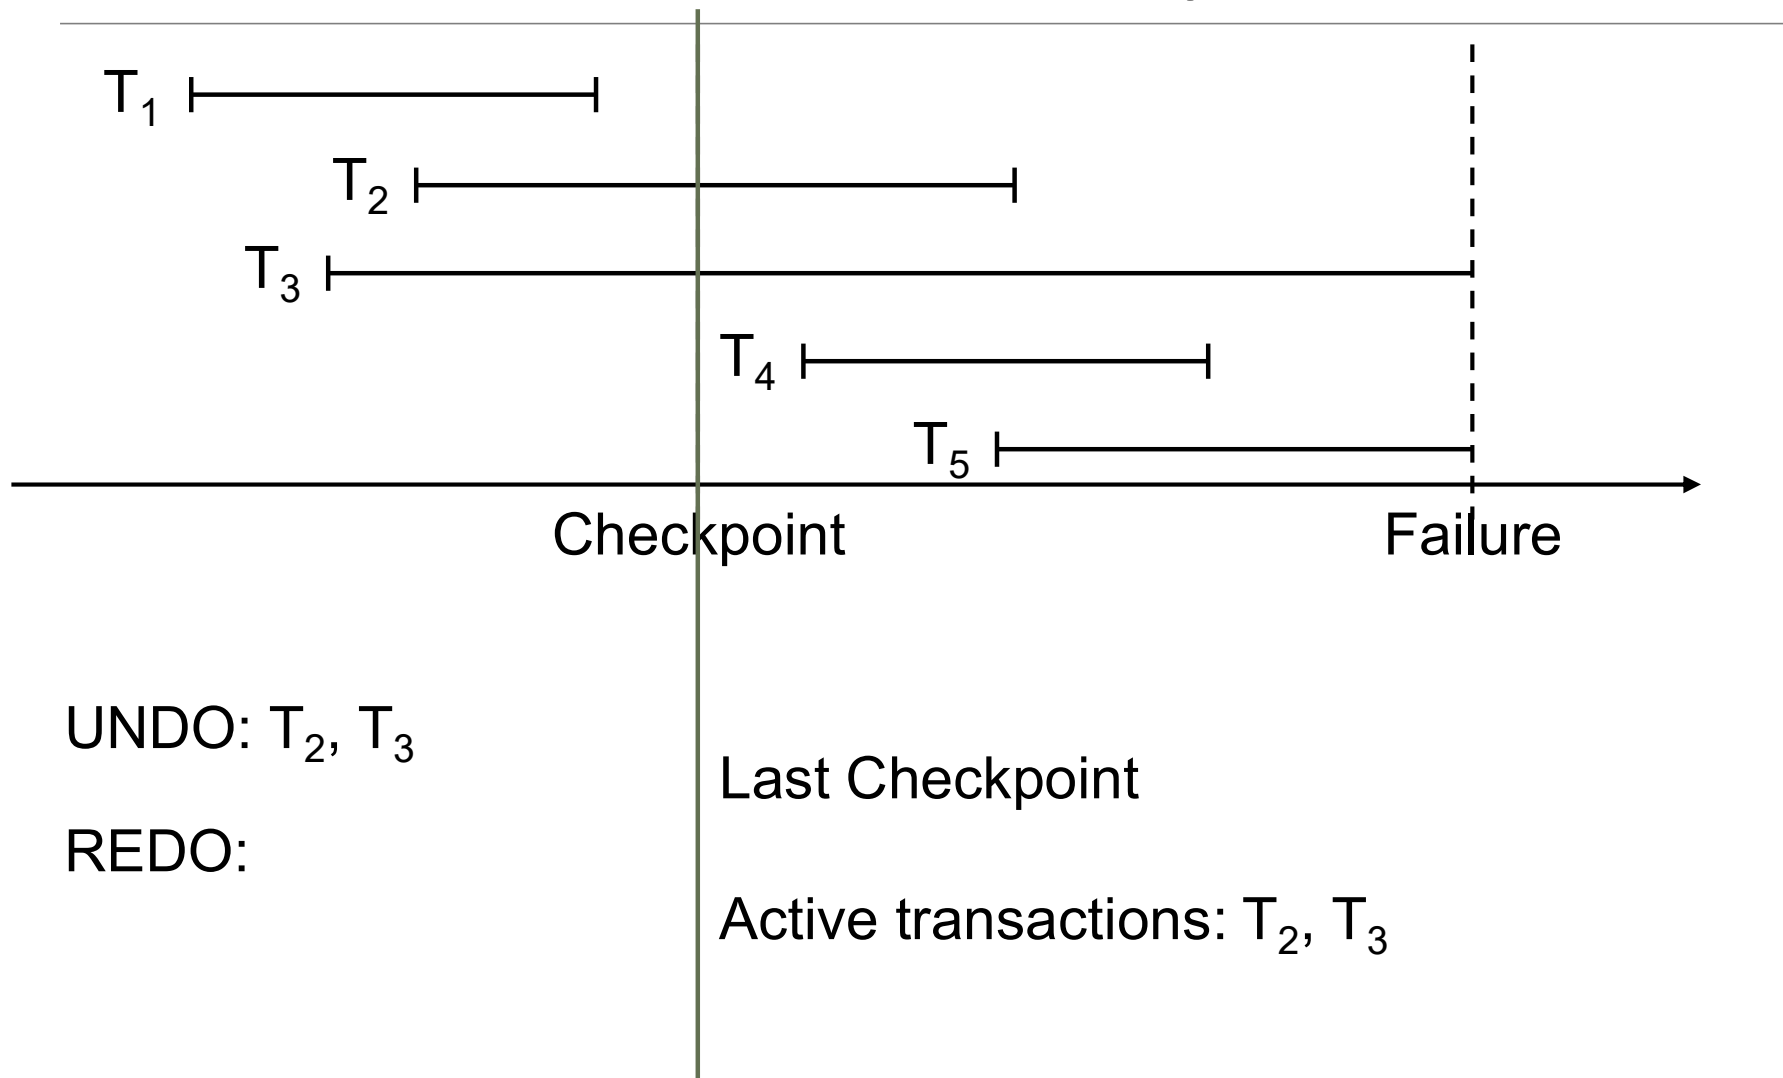 T1
T2
T3
T4
T5
Checkpoint
Failure
UNDO: T2, T3
Last Checkpoint
REDO:
Active transactions: T2, T3